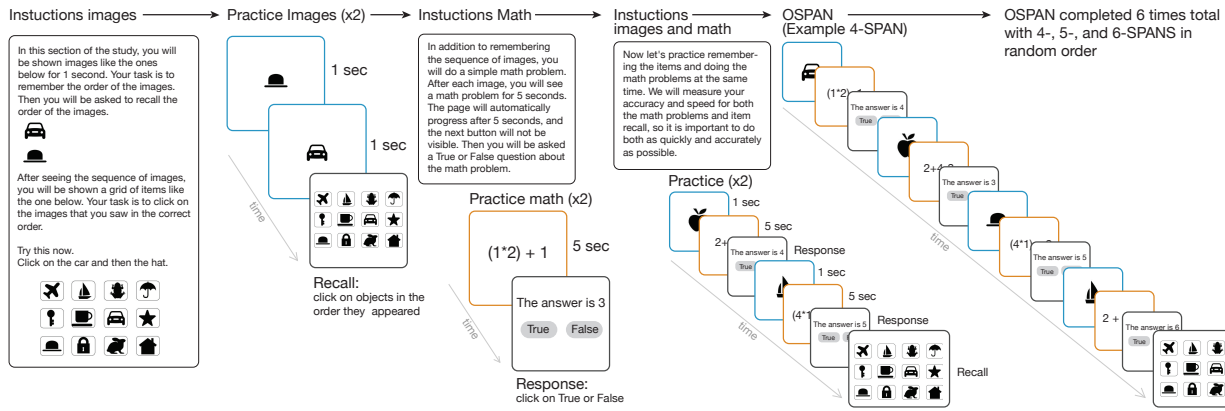 Instuctions images
In this section of the study, you will
be shown images like the ones
below for 1 second. Your task is to
remember the order of the images.
Then you will be asked to recall the
order of the images.
After seeing the sequence of images,
you will be shown a grid of items like
the one below. Your task is to click on
the images that you saw in the correct
order.
Try this now.
Click on the car and then the hat.
Practice Images (x2)
1 sec
1 sec
time
Recall:
click on objects in the
order they appeared
Instuctions Math
In addition to remembering
the sequence of images, you
will do a simple math problem.
After each image, you will see
a math problem for 5 seconds.
The page will automatically
progress after 5 seconds, and
the next button will not be
visible. Then you will be asked
a True or False question about
the math problem.
Practice math (x2)
(1*2) + 1
5 sec
The answer is 3
True False
time
Response:
click on True or False
Instuctions
images and math
Now let's practice remember-
ing the items and doing the
math problems at the same
time. We will measure your
accuracy and speed for both
the math problems and item
recall, so it is important to do
both as quickly and accurately
as possible.
Practice (x2)
1 sec
5 sec
2+
The answer is 4
True
Response
1 sec
5 sec
(4*1
The answer is 5
True
Response
Recall
time
OSPAN
(Example 4-SPAN)
(1*2)
The answer is 4
True
2+4
The answer is 3
True
(4*1)
The answer is 5
True
2 +
The answer is 6
True
time
OSPAN completed 6 times total
with 4-, 5-, and 6-SPANS in
random order